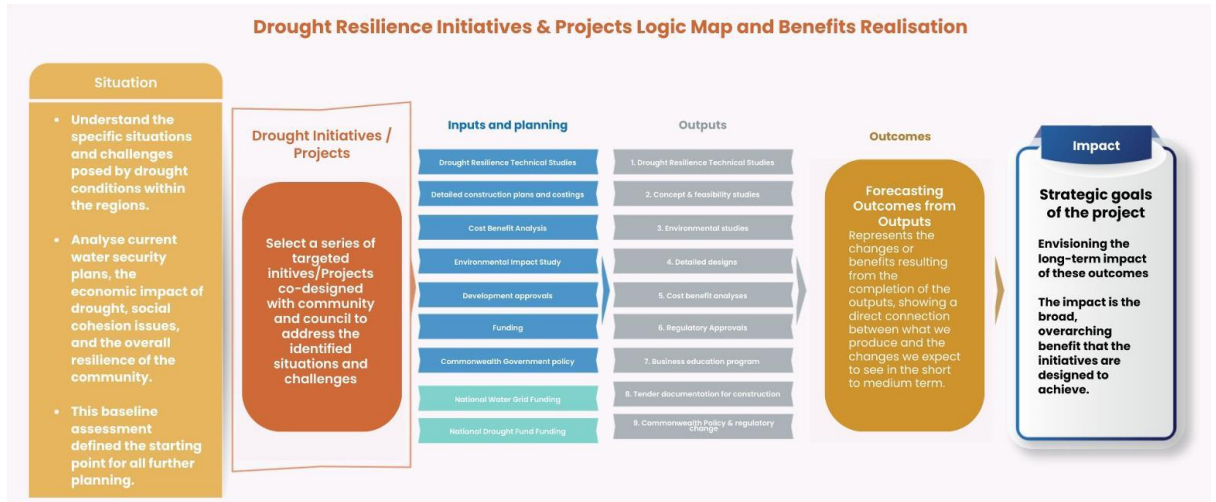 Drought Resilience Initiatives & Projects Logic Map and Benefits Realisation
Situation
• Understand the
specific situations
and challenges
posed by drought
conditions within
the regions.
• Analyse current
water security
plans, the
economic impact of
drought, social
cohesion issues,
and the overall
resilience of the
community.
• This baseline
assessment
defined the starting
point for all further
planning.
Drought Initiatives /
Projects
Select a series of
targeted
initives/Projects
co-designed
with community
and council to
address the
identified
situations and
challenges
Inputs and planning
Drought Resilience Technical Studies
Detailed construction plans and costings
Cost Benefit Analysis
Environmental Impact Study
Development approvals
Funding
Commonwealth Government policy
National Water Grid Funding
National Drought Fund Funding
Outputs
1. Drought Resilience Technical Studies
2. Concept & feasibility studies
3. Environmental studies
4. Detailed designs
5. Cost benefit analyses
6. Regulatory Approvals
7. Business education program
8. Tender documentation for construction
9. Commonwealth Policy & regulatory
change
Outcomes
Forecasting
Outcomes from
Outputs
Represents the
changes or
benefits resulting
from the
completion of the
outputs, showing a
direct connection
between what we
produce and the
changes we expect
to see in the short
to medium term.
Impact
Strategic goals
of the project
Envisioning the
long-term impact
of these outcomes
The impact is the
broad,
overarching
benefit that the
initiatives are
designed to
achieve.